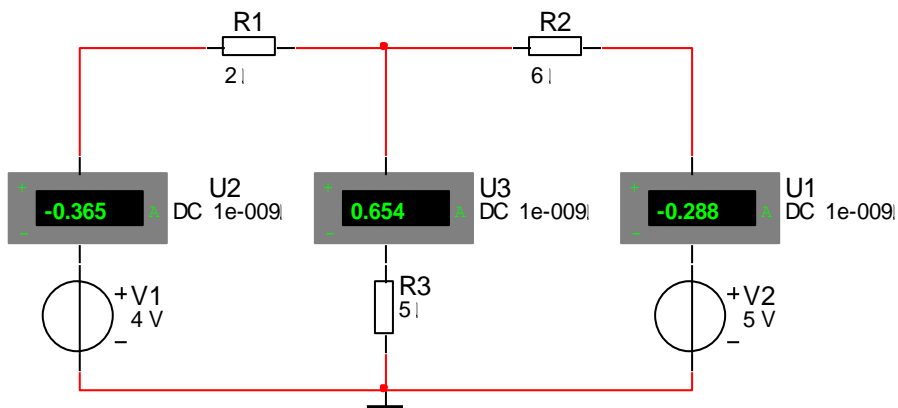 R1
R2
2
6
+
+
+
U2
U3
U1
-0.365 A
DC 1e-009
0.654 A
DC 1e-009
-0.288 A
DC 1e-009
−
−
−
R3
5
+ V1
4 V
−
+ V2
5 V
−